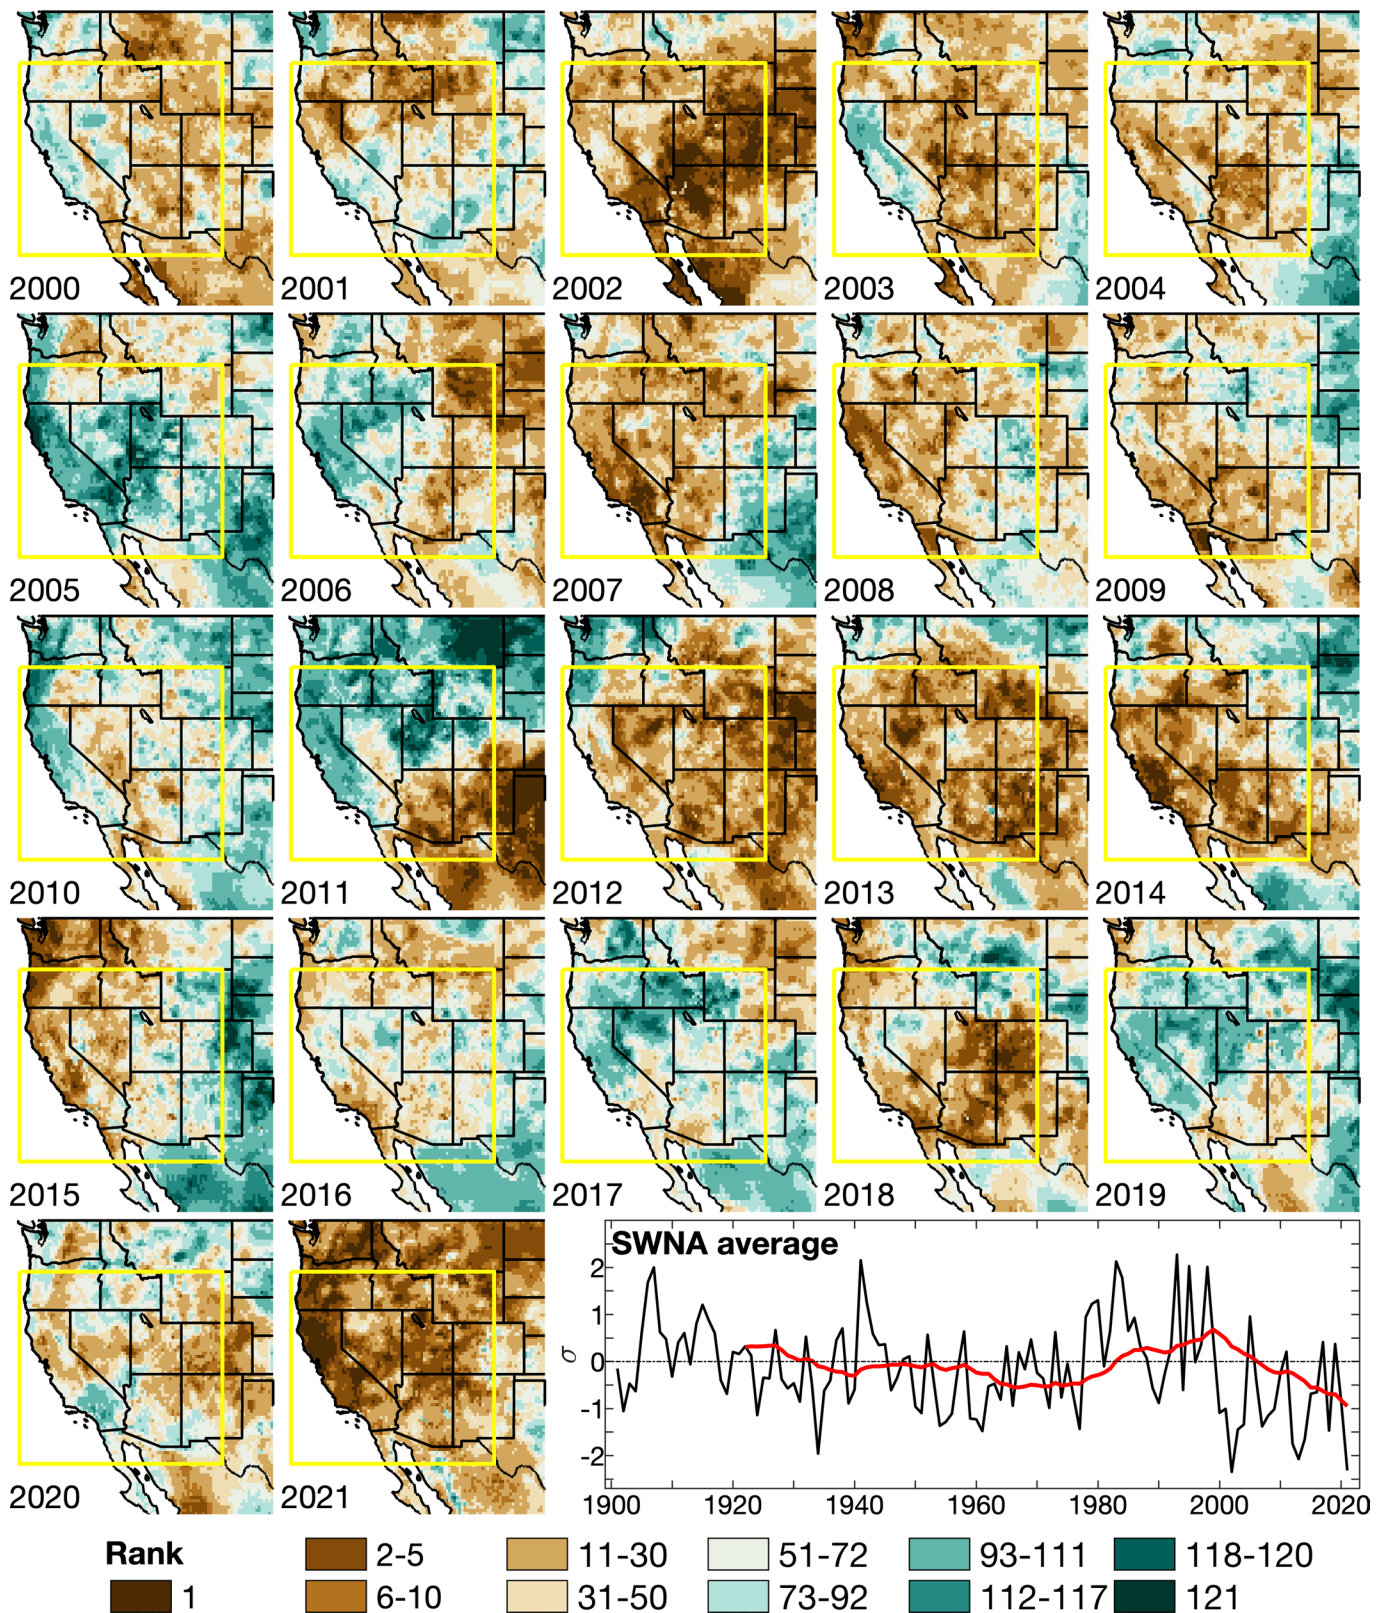 2000 2001 2002 2003 2004
2005 2006 2007 2008 2009
2010 2011 2012 2013 2014
2015 2016 2017 2018 2019
2020 2021
SWNA average
σ
2
1
0
-1
-2
1900 1920 1940 1960 1980 2000 2020
Rank 2-5 11-30 51-72 93-111 118-120
1 6-10 31-50 73-92 112-117 121